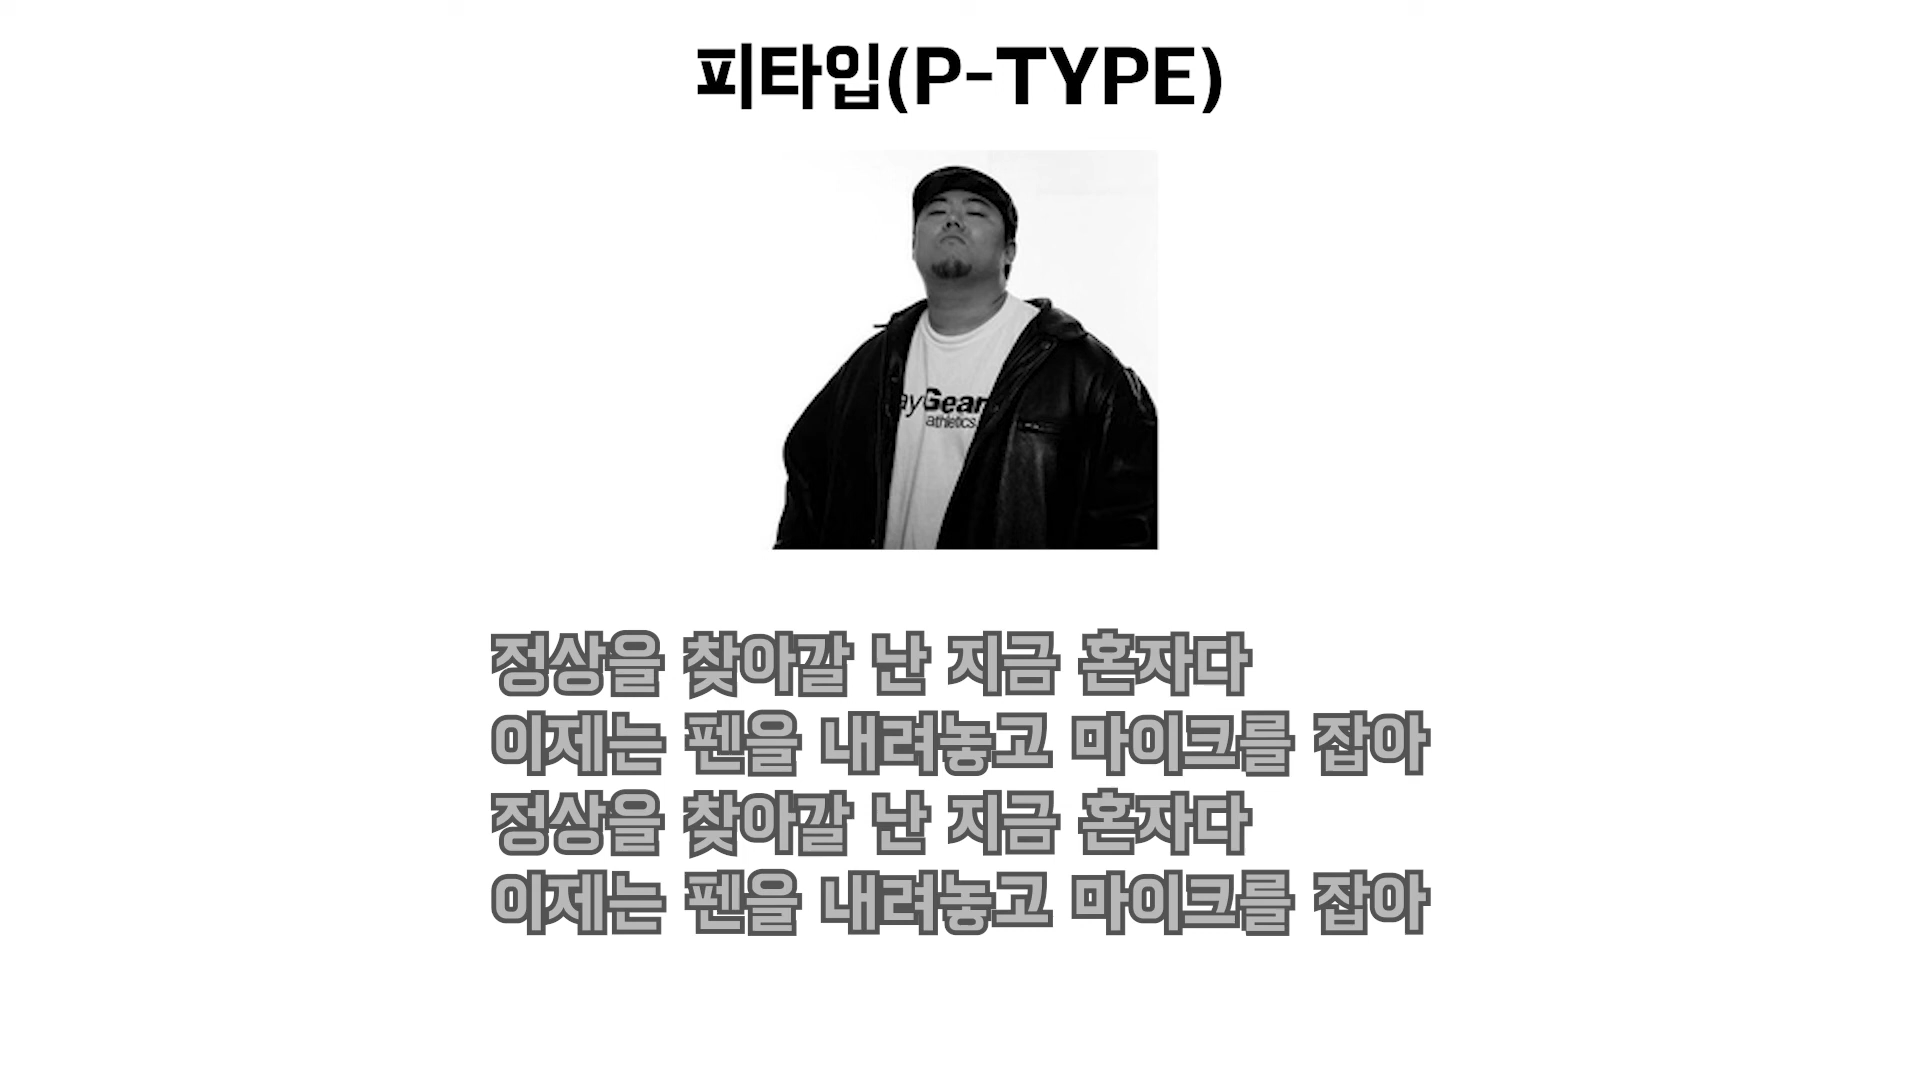 피타입(P-TYPE)
ayGear
athletics
정상을 찾아갈 난 지금 혼자다
이제는 펜을 내려놓고 마이크를 잡아
정상을 찾아갈 난 지금 혼자다
이제는 펜을 내려놓고 마이크를 잡아